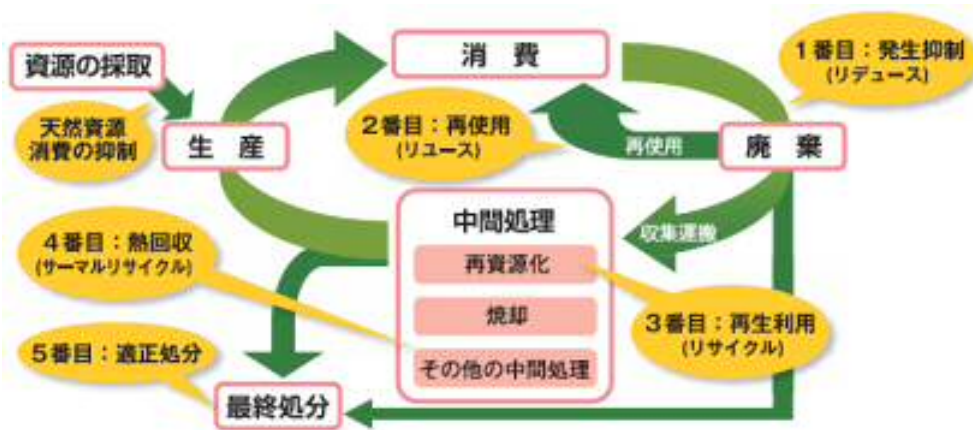 資源の採取
天然資源
消費の抑制
生 産
消 費
1番目：発生抑制
(リデュース)
2番目：再使用
(リユース)
再使用
廃 棄
収集運搬
中間処理
再資源化
焼却
その他の中間処理
3番目：再生利用
(リサイクル)
4番目：熱回収
(サーマルリサイクル)
5番目：適正処分
最終処分